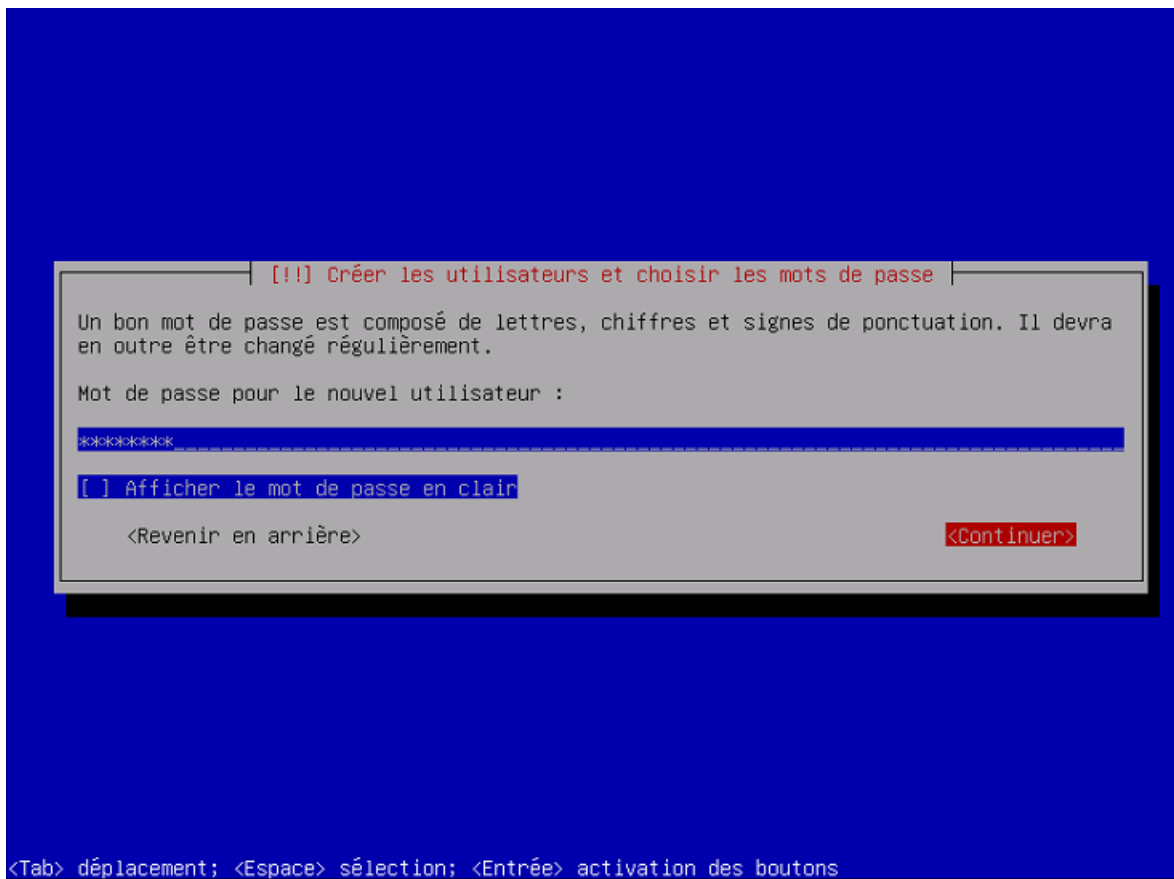 [!!] Créer les utilisateurs et choisir les mots de passe
Un bon mot de passe est composé de lettres, chiffres et signes de ponctuation. Il devra
en outre être changé régulièrement.
Mot de passe pour le nouvel utilisateur :
********
[ ] Afficher le mot de passe en clair
<Revenir en arrière> <Continuer>
<Tab> déplacement; <Espace> sélection; <Entrée> activation des boutons